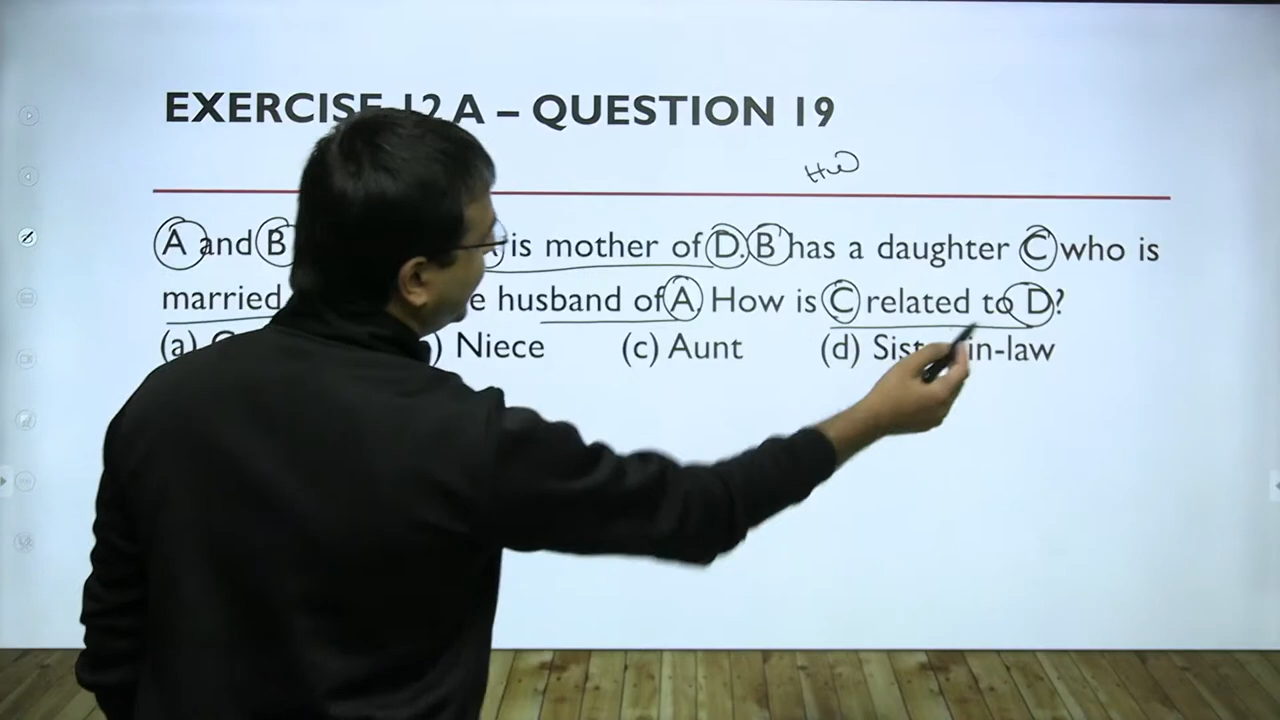 EXERCISE 12 A – QUESTION 19
HW
A and B is mother of D. B has a daughter C who is
married husband of A. How is C related to D?
(a) Niece (c) Aunt (d) Sister-in-law